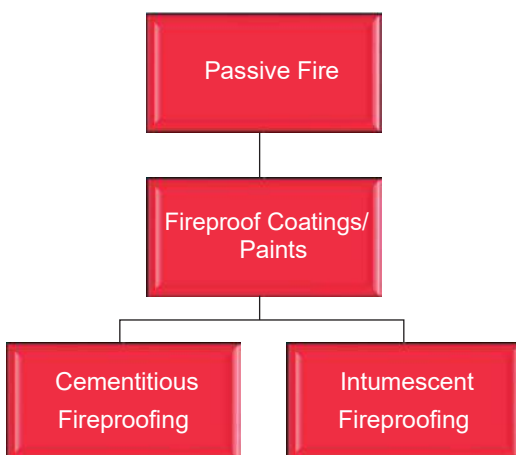 Passive Fire
Fireproof Coatings/
Paints
Cementitious
Fireproofing
Intumescent
Fireproofing